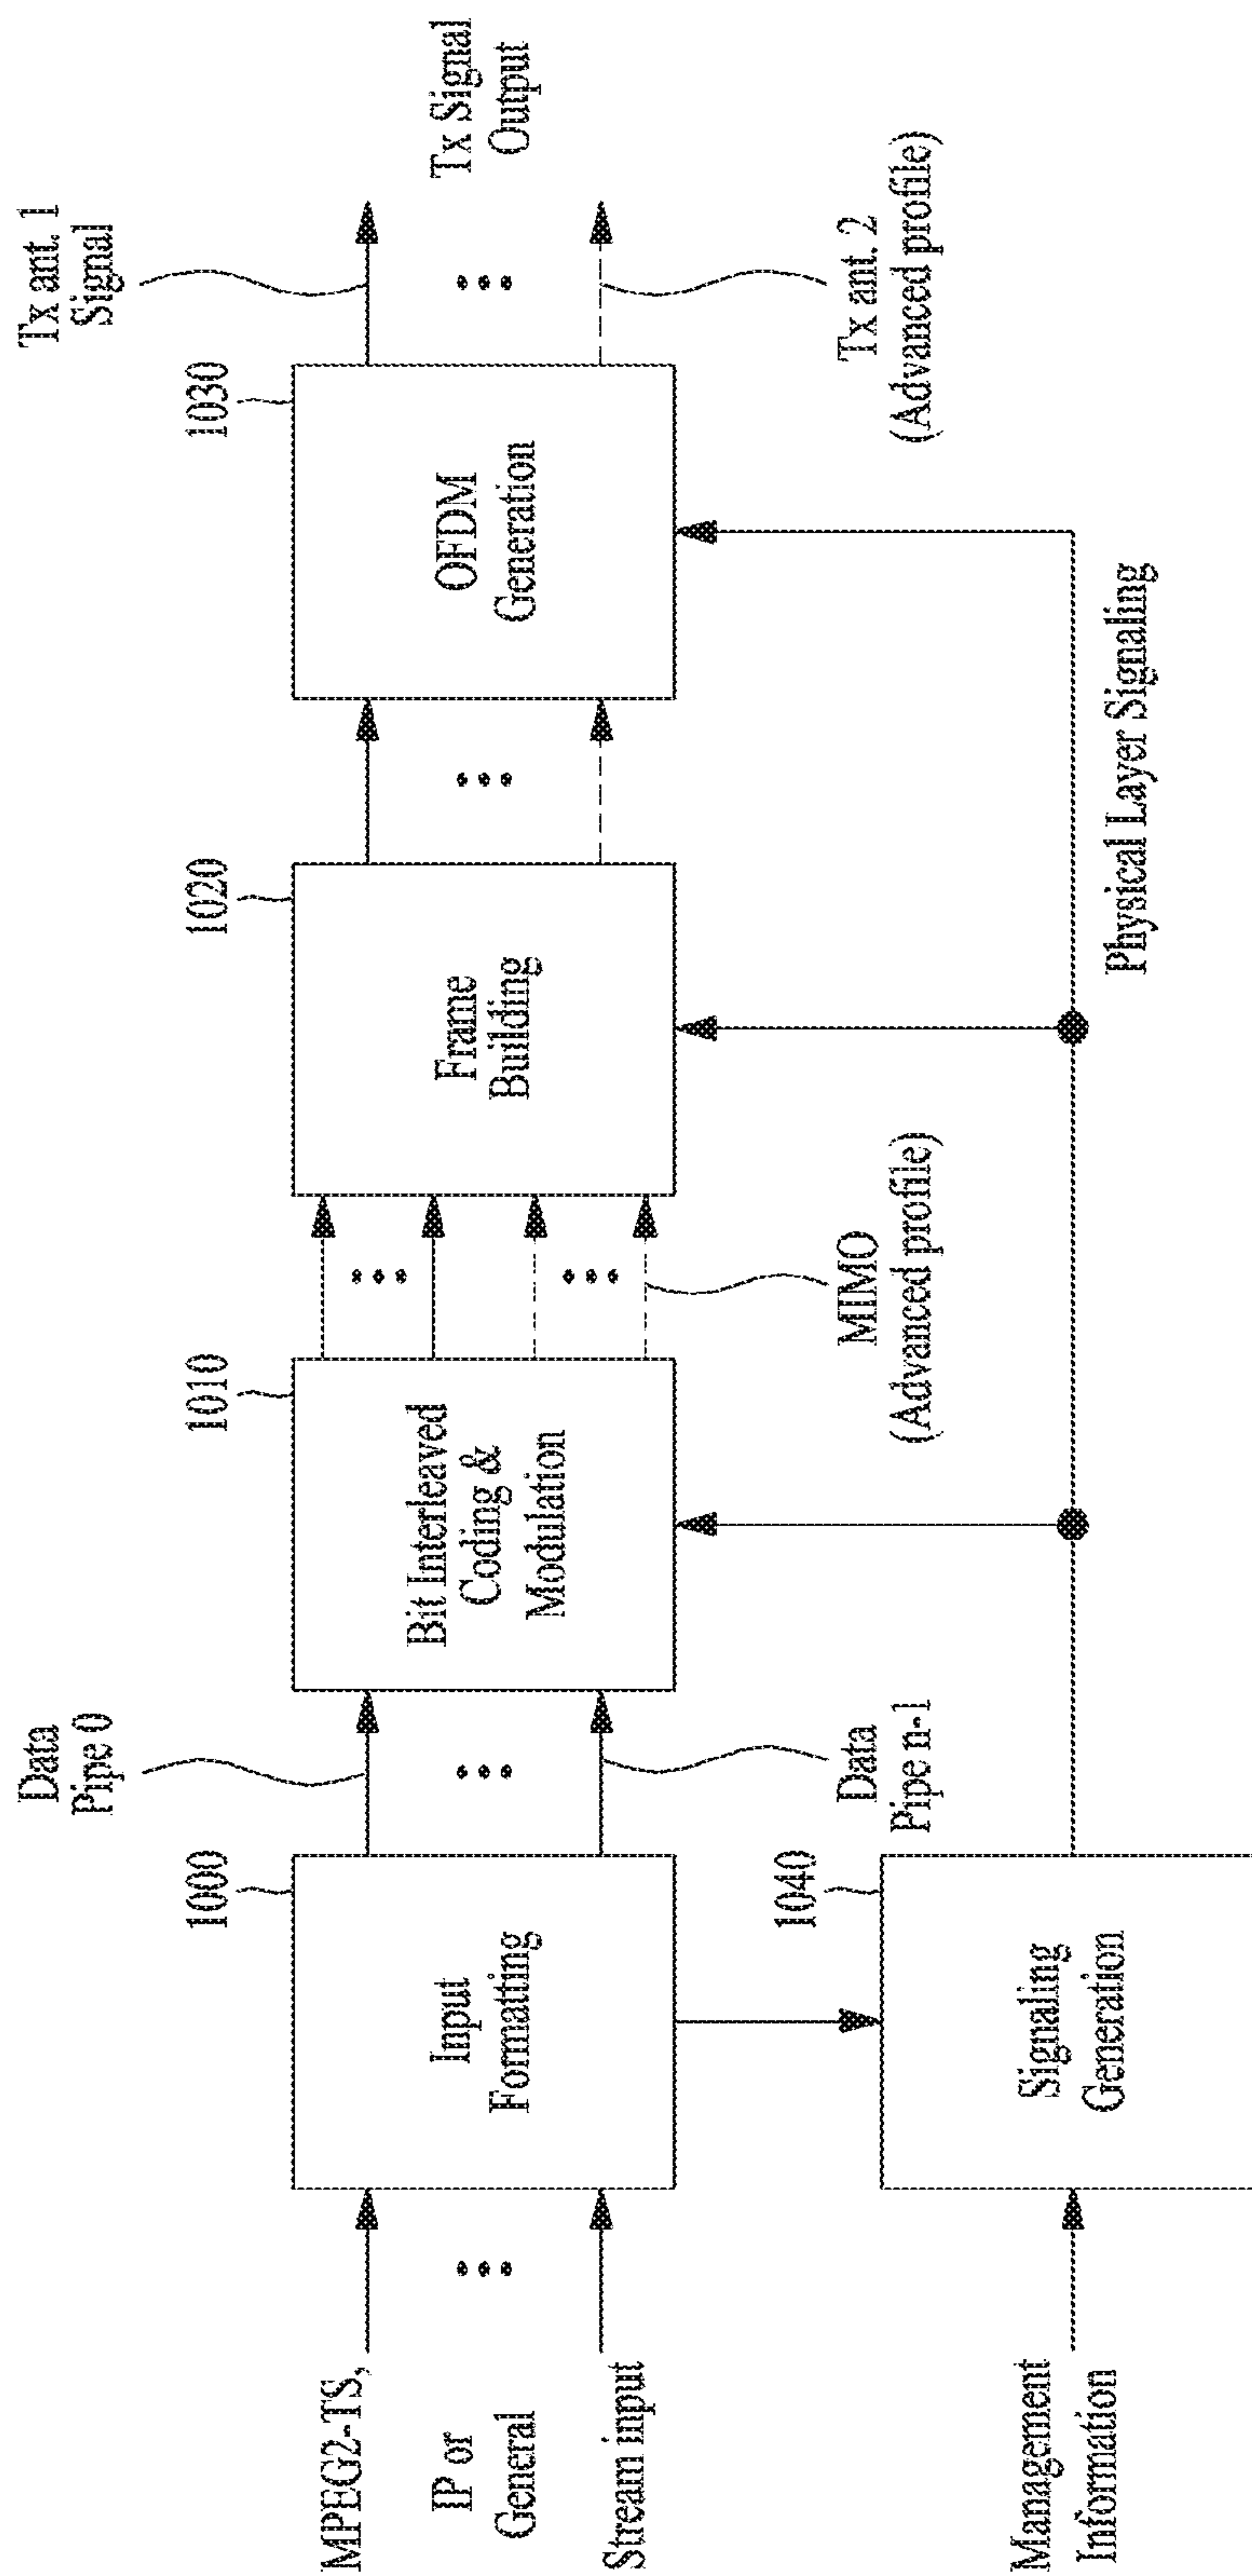 MPEG2-TS,
IP or
General
Stream input
Management
Information
1000
Input
Formatting
1040
Signaling
Generation
Data
Pipe 0
Data
Pipe n-1
1010
Bit Interleaved
Coding &
Modulation
MIMO
(Advanced profile)
1020
Frame
Building
Physical Layer Signaling
1030
OFDM
Generation
Tx ant. 1
Signal
Tx Signal
Output
Tx ant. 2
(Advanced profile)